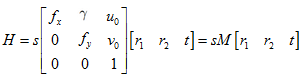 H = s [ f_x γ u_0 ; 0 f_y v_0 ; 0 0 1 ] [ r_1 r_2 t ] = sM [ r_1 r_2 t ]